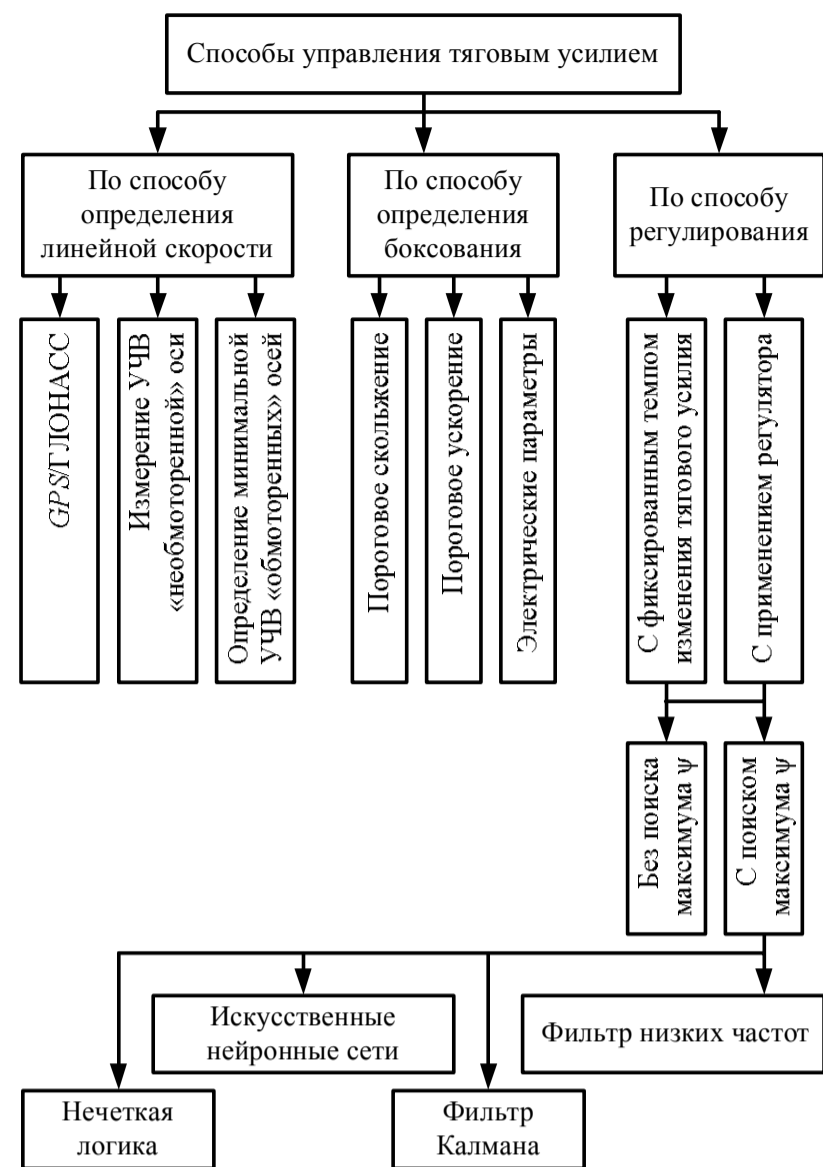 Способы управления тяговым усилием
По способу
определения
линейной скорости
По способу
определения
боксования
По способу
регулирования
GPS/ГЛОНАСС
Измерение УЧВ
«необмоторенной» оси
Определение минимальной
УЧВ «обмоторенных» осей
Пороговое скольжение
Пороговое ускорение
Электрические параметры
С фиксированным темпом
изменения тягового усилия
С применением регулятора
Без поиска
максимума ψ
С поиском
максимума ψ
Искусственные
нейронные сети
Фильтр низких частот
Нечеткая
логика
Фильтр
Калмана